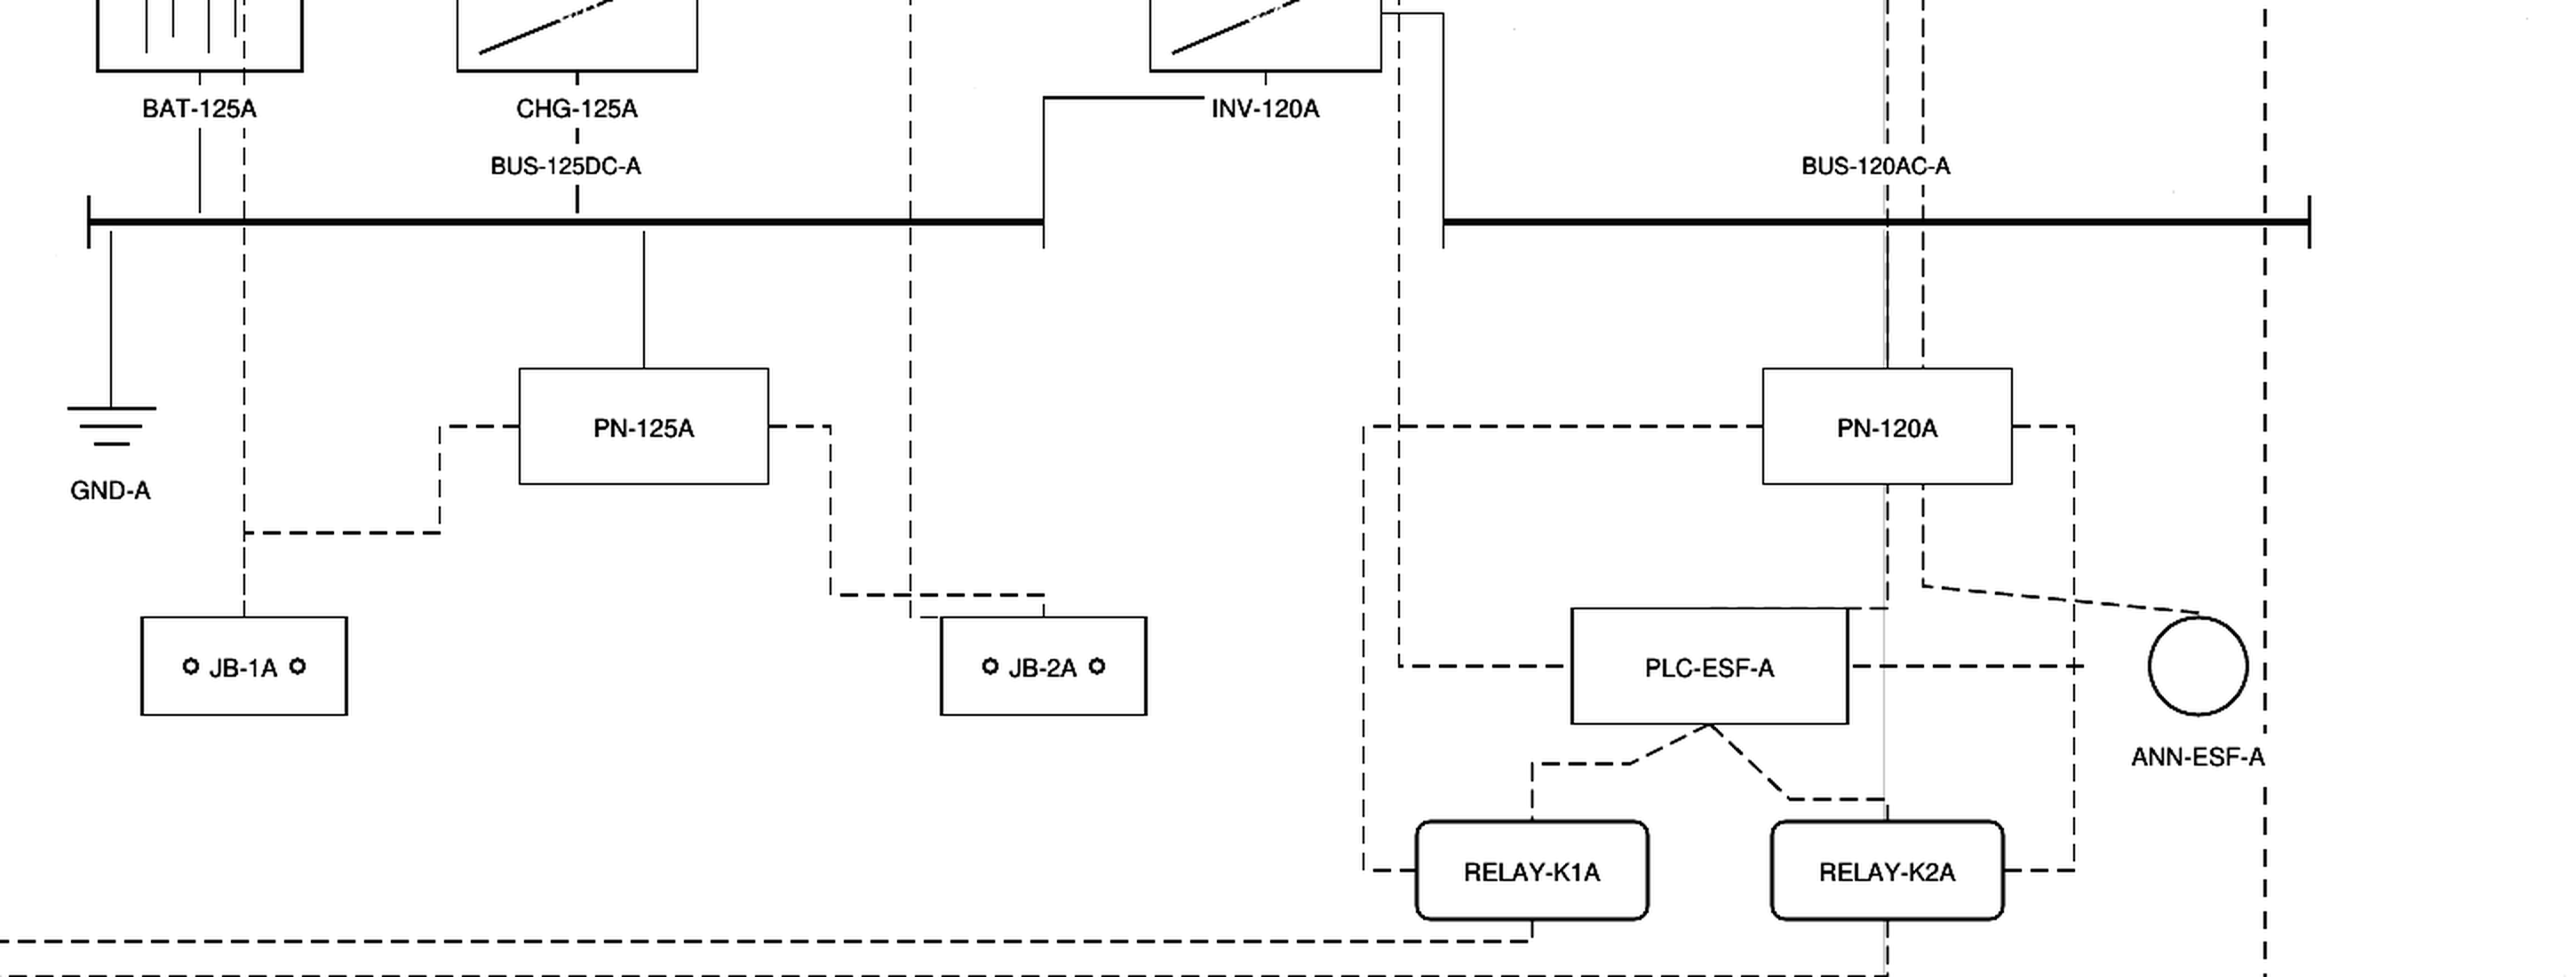 BAT-125A
CHG-125A
INV-120A
BUS-125DC-A
BUS-120AC-A
PN-125A
PN-120A
GND-A
JB-1A
JB-2A
PLC-ESF-A
ANN-ESF-A
RELAY-K1A
RELAY-K2A